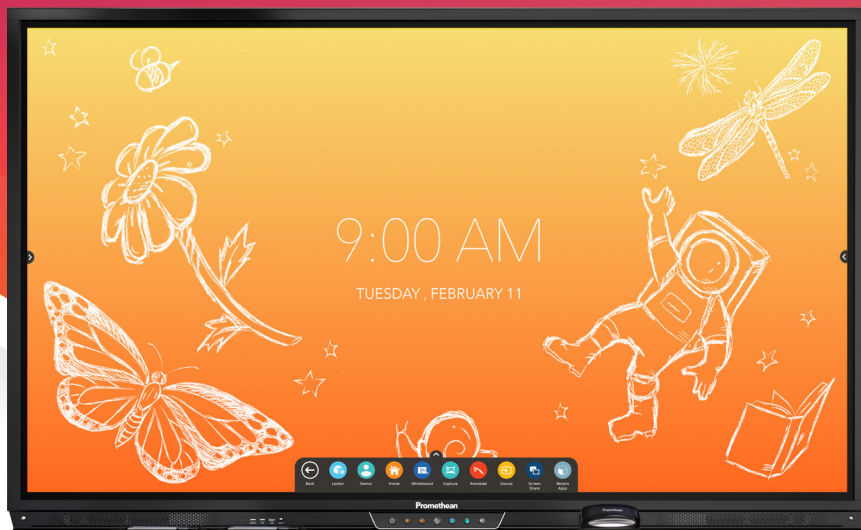 9:00 AM
TUESDAY , FEBRUARY 11
Back Locker Owner Home Whiteboard Capture Annotate Source Screen Share Recent Apps
Promethean
Promethean